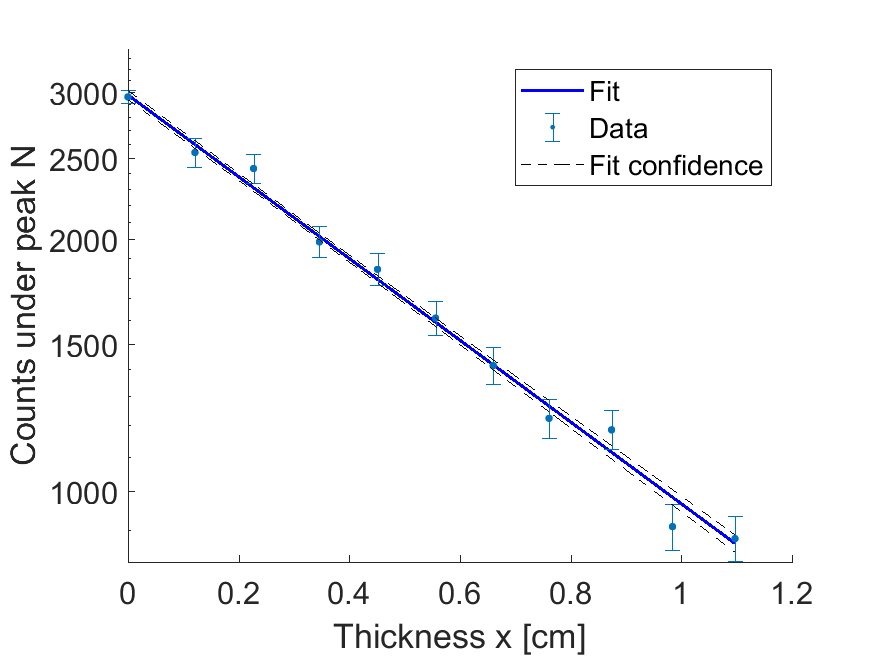 Counts under peak N
3000
2500
2000
1500
1000
Fit
Data
Fit confidence
0
0.2
0.4
0.6
0.8
1
1.2
Thickness x [cm]